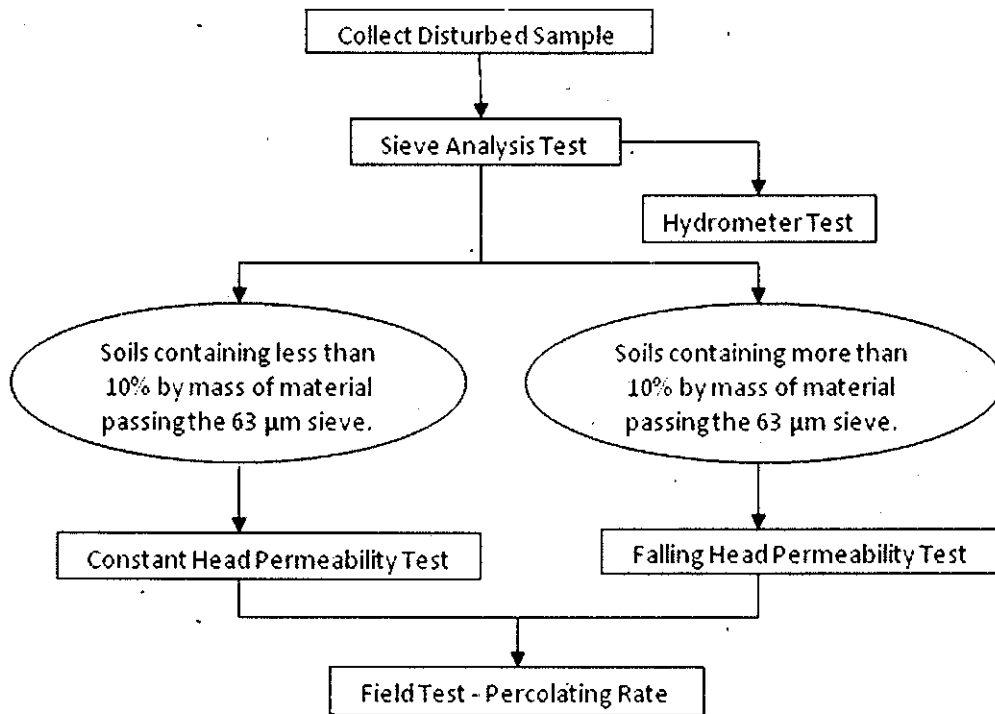 Collect Disturbed Sample
Sieve Analysis Test
Hydrometer Test
Soils containing less than
10% by mass of material
passing the 63 µm sieve.
Soils containing more than
10% by mass of material
passing the 63 µm sieve.
Constant Head Permeability Test
Falling Head Permeability Test
Field Test - Percolating Rate